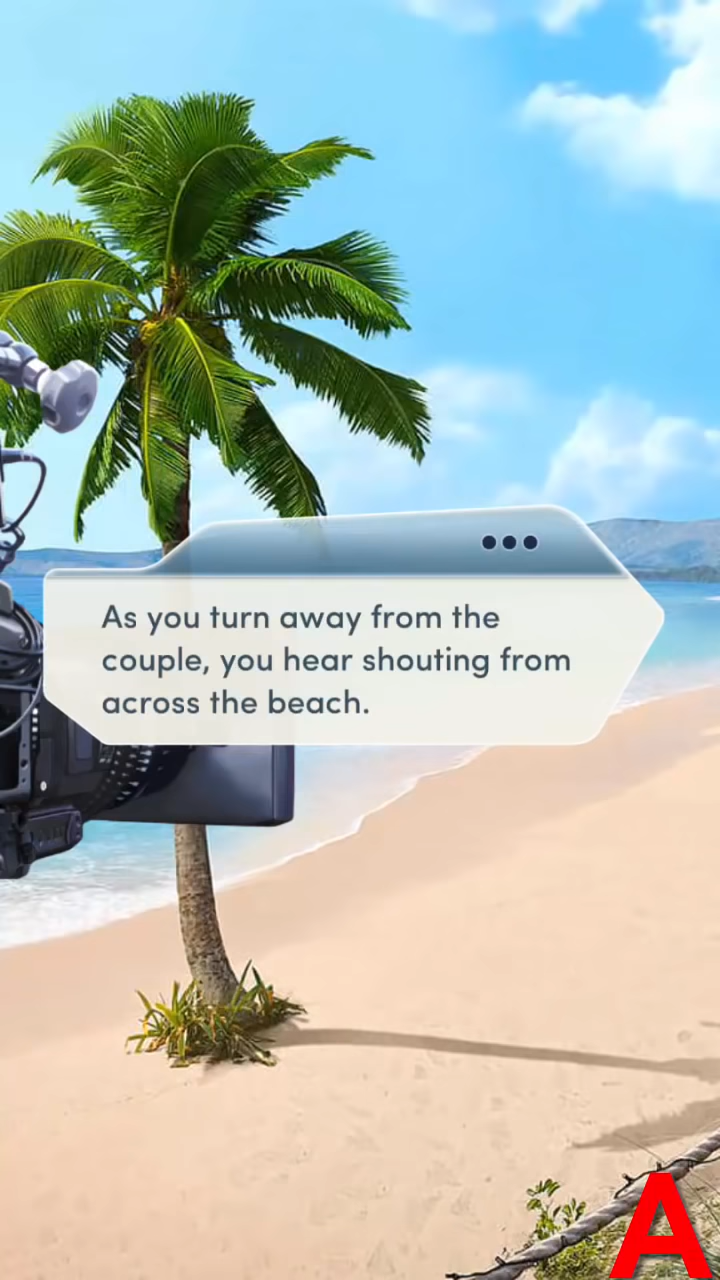 As you turn away from the
couple, you hear shouting from
across the beach.
A